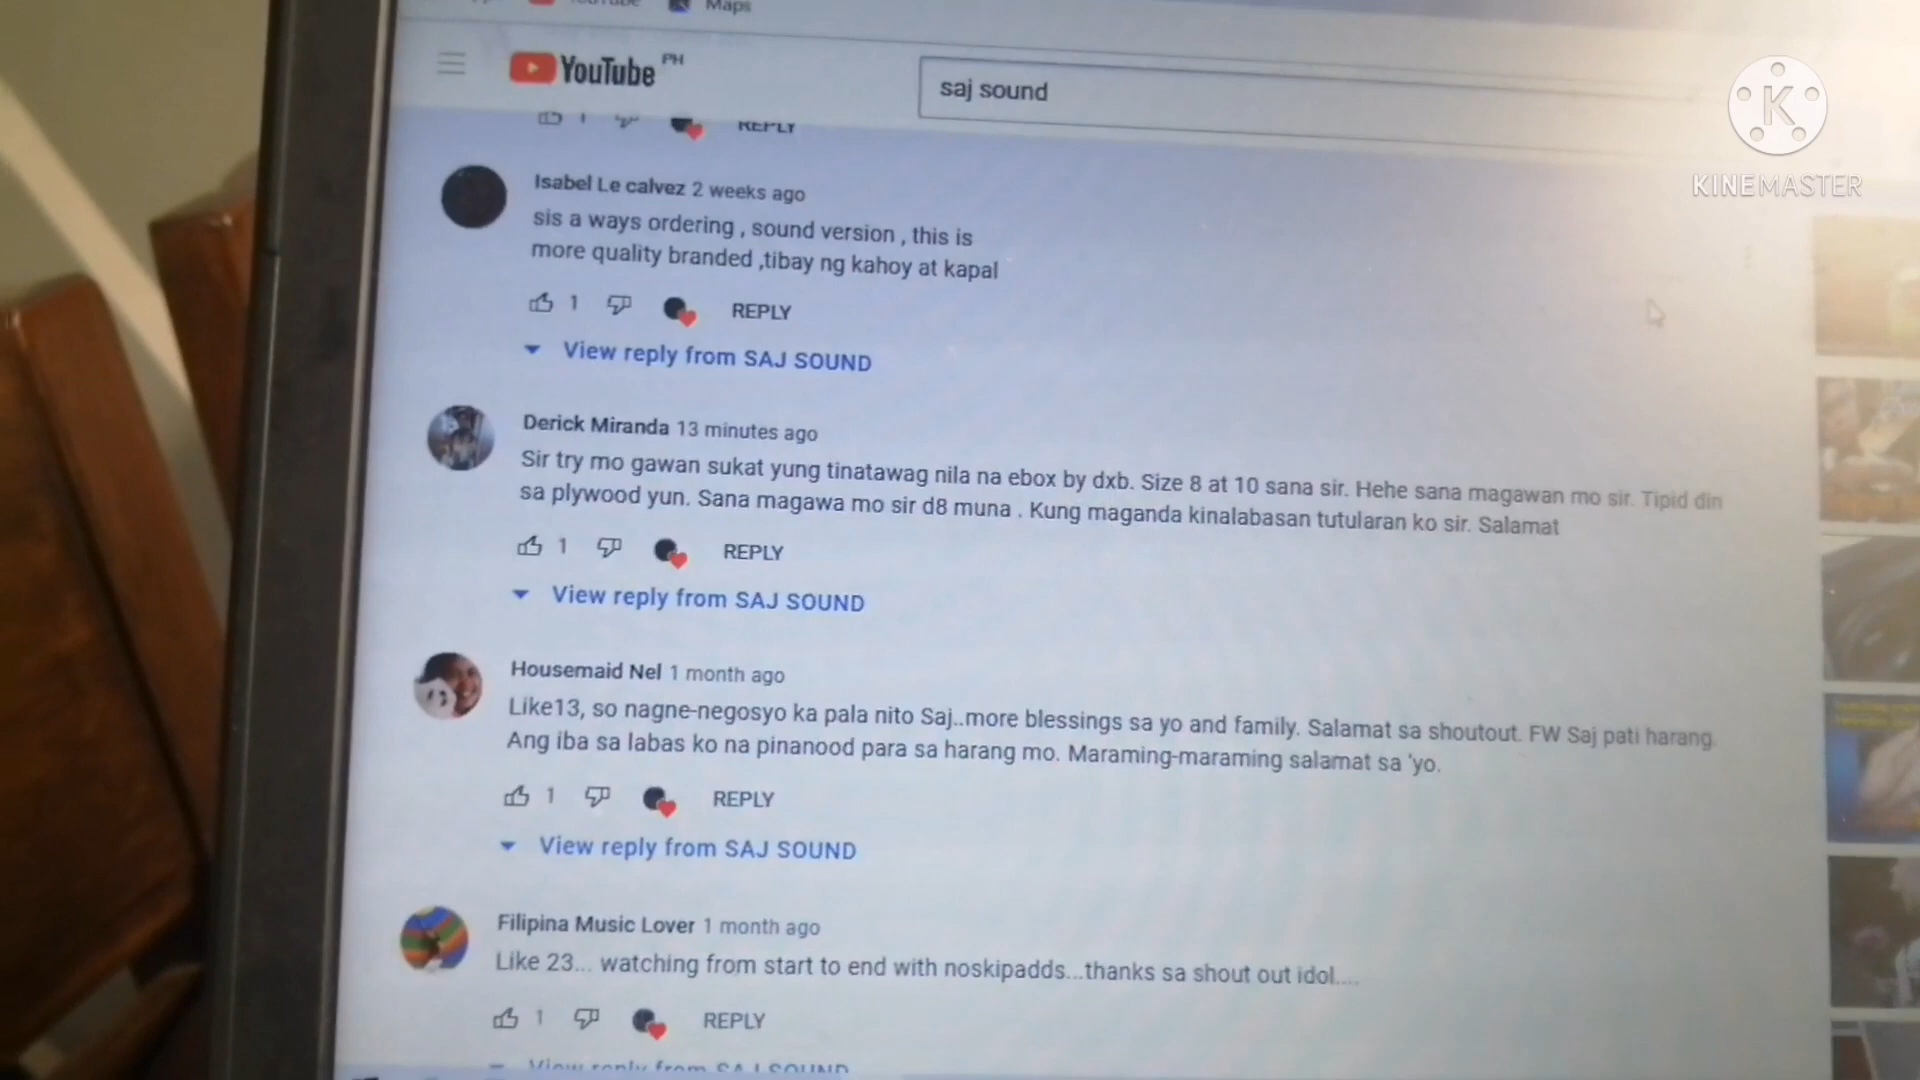 YouTube
Maps
YouTube PH
saj sound
1 REPLY
Isabel Le calvez 2 weeks ago
sis a ways ordering , sound version , this is
more quality branded ,tibay ng kahoy at kapal
1 REPLY
View reply from SAJ SOUND
Derick Miranda 13 minutes ago
Sir try mo gawan sukat yung tinatawag nila na ebox by dxb. Size 8 at 10 sana sir. Hehe sana magawan mo sir. Tipid din
sa plywood yun. Sana magawa mo sir d8 muna . Kung maganda kinalabasan tutularan ko sir. Salamat
1 REPLY
View reply from SAJ SOUND
Housemaid Nel 1 month ago
Like13, so nagne-negosyo ka pala nito Saj..more blessings sa yo and family. Salamat sa shoutout. FW Saj pati harang.
Ang iba sa labas ko na pinanood para sa harang mo. Maraming-maraming salamat sa 'yo.
1 REPLY
View reply from SAJ SOUND
Filipina Music Lover 1 month ago
Like 23... watching from start to end with noskipadds...thanks sa shout out idol....
1 REPLY
View reply from SAJ SOUND
K
KINEMASTER